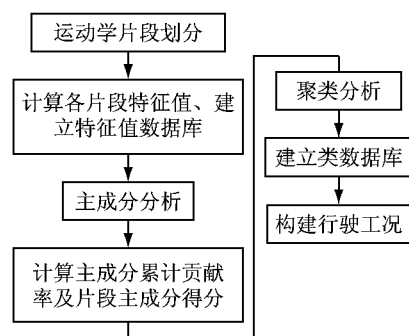 运动学片段划分
计算各片段特征值、建
立特征值数据库
主成分分析
计算主成分累计贡献
率及片段主成分得分
聚类分析
建立类数据库
构建行驶工况